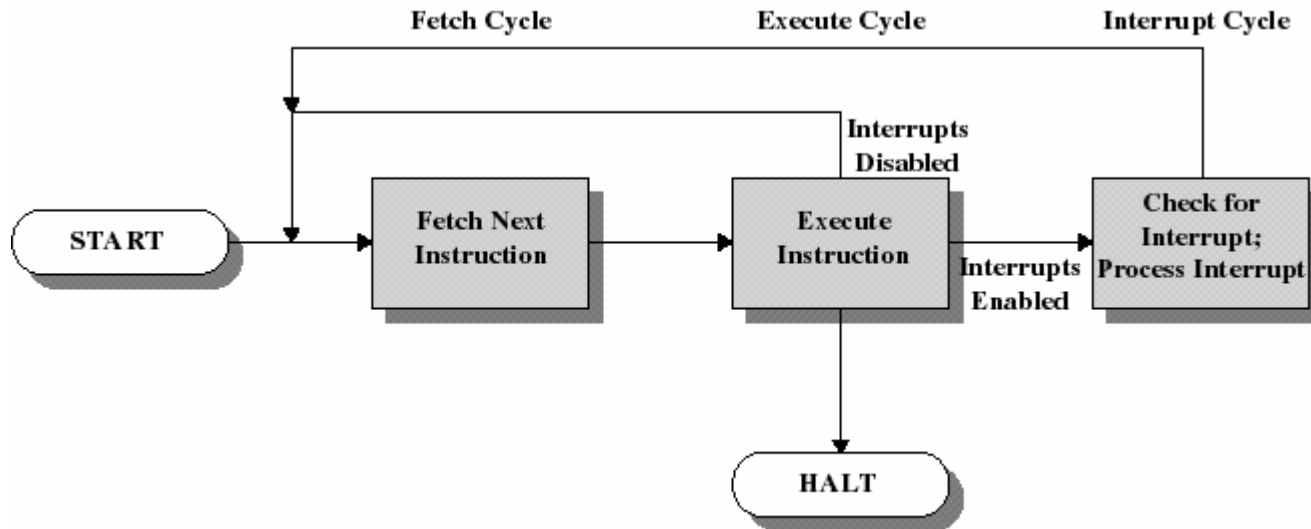 Fetch Cycle
Execute Cycle
Interrupt Cycle
Interrupts
Disabled
START
Fetch Next
Instruction
Execute
Instruction
Interrupts
Enabled
Check for
Interrupt;
Process Interrupt
HALT